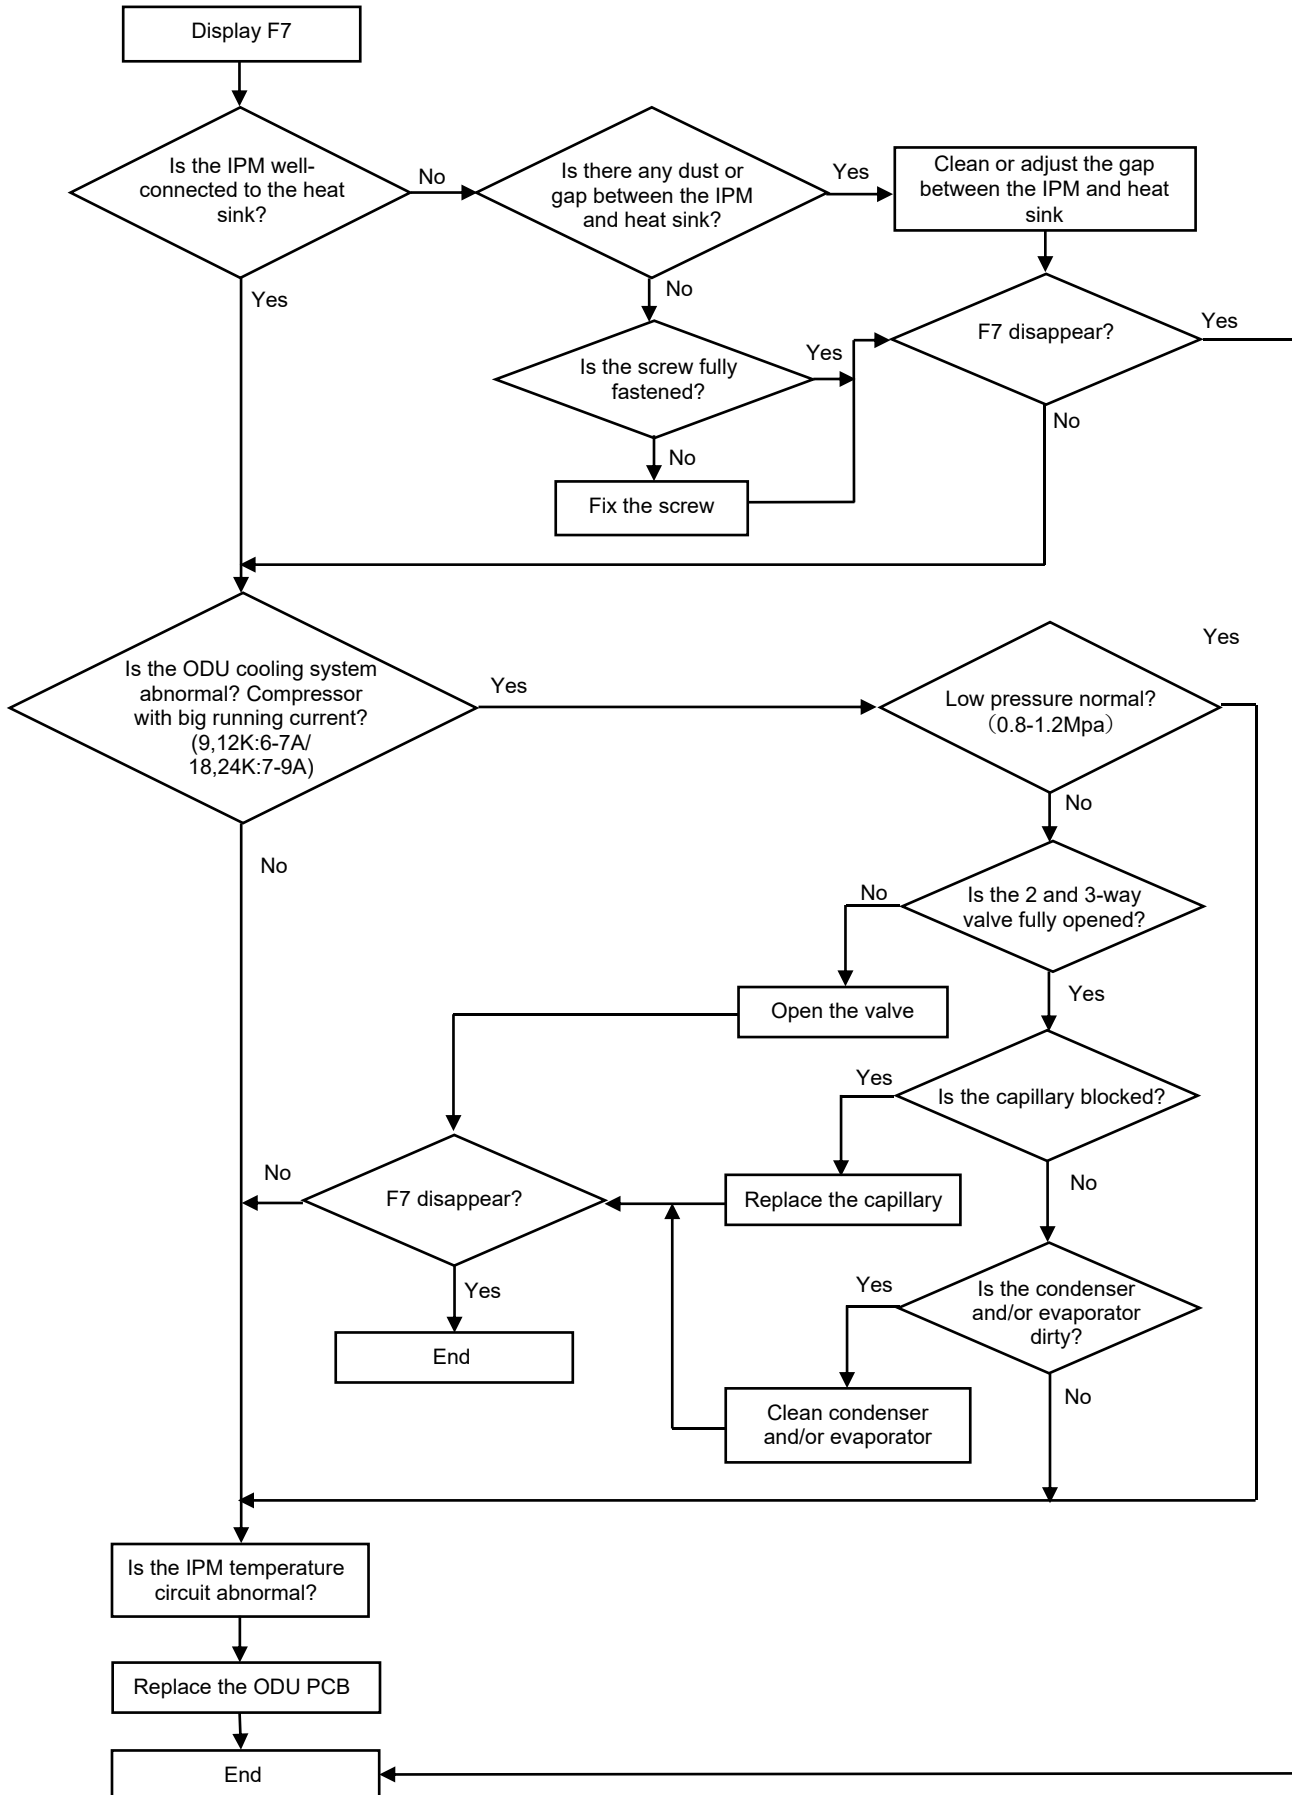 Display F7
Is the IPM well-
connected to the heat
sink?
No
Is there any dust or
gap between the IPM
and heat sink?
Yes
Clean or adjust the gap
between the IPM and heat
sink
Yes
No
F7 disappear?
Yes
Is the screw fully
fastened?
Yes
No
No
Fix the screw
Is the ODU cooling system
abnormal? Compressor
with big running current?
(9,12K:6-7A/
18,24K:7-9A)
Yes
Low pressure normal?
(0.8-1.2Mpa)
Yes
No
No
Is the 2 and 3-way
valve fully opened?
No
Yes
Open the valve
Is the capillary blocked?
Yes
No
Replace the capillary
F7 disappear?
No
Yes
End
Is the condenser
and/or evaporator
dirty?
Yes
No
Clean condenser
and/or evaporator
Is the IPM temperature
circuit abnormal?
Replace the ODU PCB
End